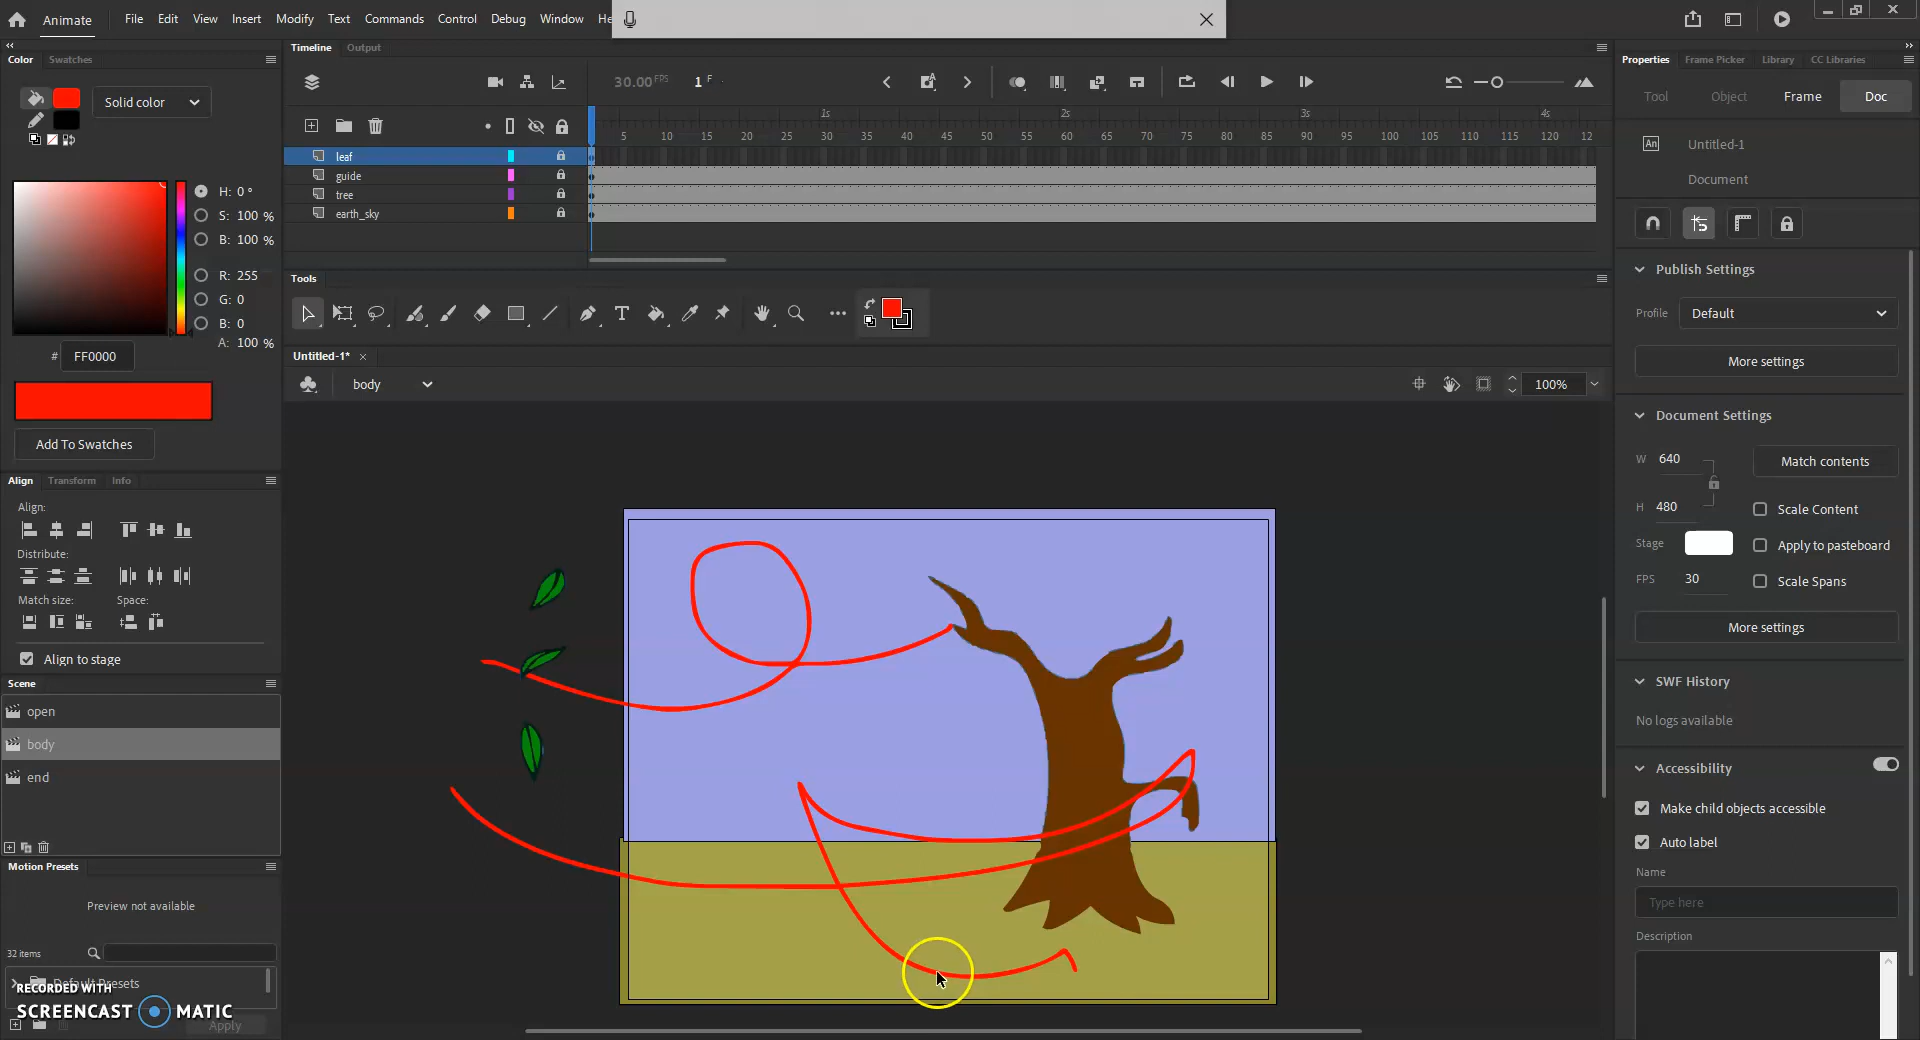 Animate File Edit View Insert Modify Text Commands Control Debug Window He
Color Swatches
Timeline Output
Properties Frame Picker Library CC Libraries
Solid color
30.00 FPS 1 F
Tool Object Frame Doc
1s 2s 3s 4s
5 10 15 20 25 30 35 40 45 50 55 60 65 70 75 80 85 90 95 100 105 110 115 120 12
An Untitled-1
Document
leaf
guide
tree
earth_sky
H: 0 °
S: 100 %
B: 100 %
R: 255
G: 0
B: 0
A: 100 %
# FF0000
Add To Swatches
Tools
T
Untitled-1*
body
100%
Publish Settings
Profile Default
More settings
Document Settings
W 640
Match contents
H 480
Scale Content
Stage
Apply to pasteboard
FPS 30
Scale Spans
More settings
SWF History
No logs available
Accessibility
Make child objects accessible
Auto label
Name
Type here
Description
Align Transform Info
Align:
Distribute:
Match size: Space:
Align to stage
Scene
open
body
end
Motion Presets
Preview not available
32 items
Default Presets
RECORDED WITH
SCREENCAST MATIC
Apply